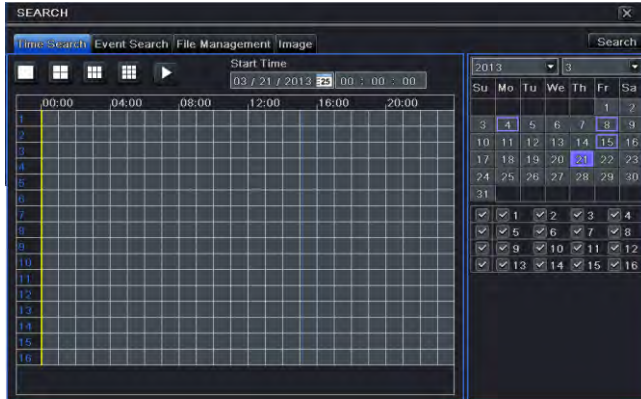 SEARCH
Time Search Event Search File Management Image Search
Start Time
03 / 21 / 2013 25 00 : 00 : 00
00:00 04:00 08:00 12:00 16:00 20:00
1
2
3
4
5
6
7
8
9
10
11
12
13
14
15
16
2013 3
Su Mo Tu We Th Fr Sa
1 2
3 4 5 6 7 8 9
10 11 12 13 14 15 16
17 18 19 20 21 22 23
24 25 26 27 28 29 30
31
1 2 3 4
5 6 7 8
9 10 11 12
13 14 15 16